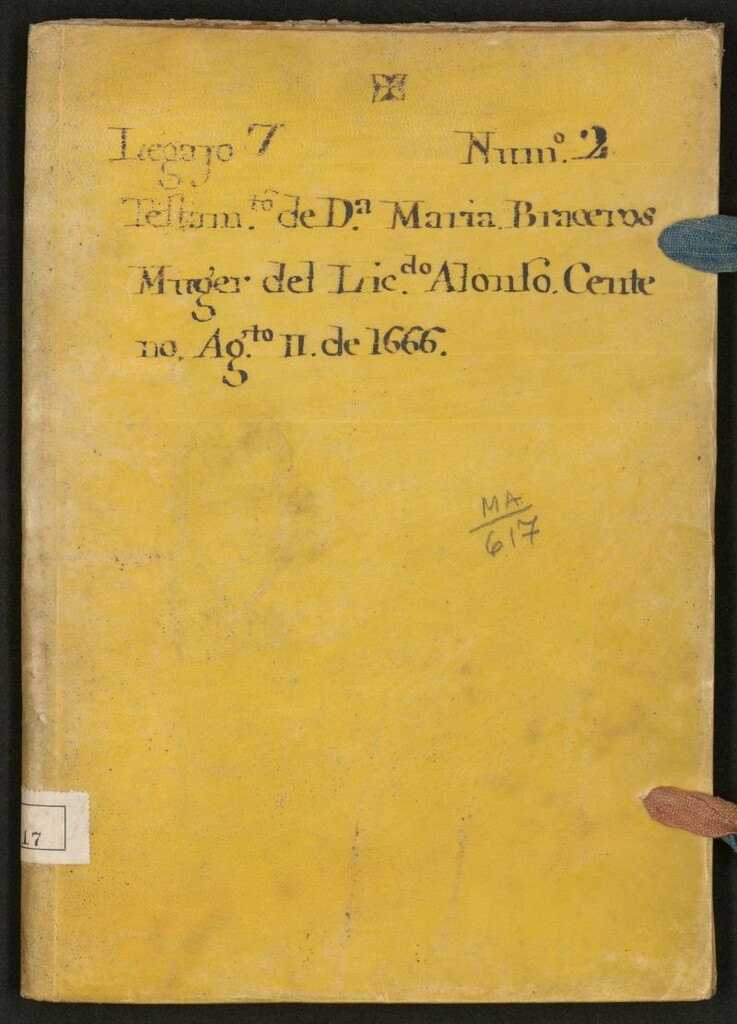 Legajo 7 Num.º 2
Testam.to de D.ª Maria Braceros
Muger del Lic.do Alonso. Cente
no, Ag.to 11. de 1666.
MA
617
17